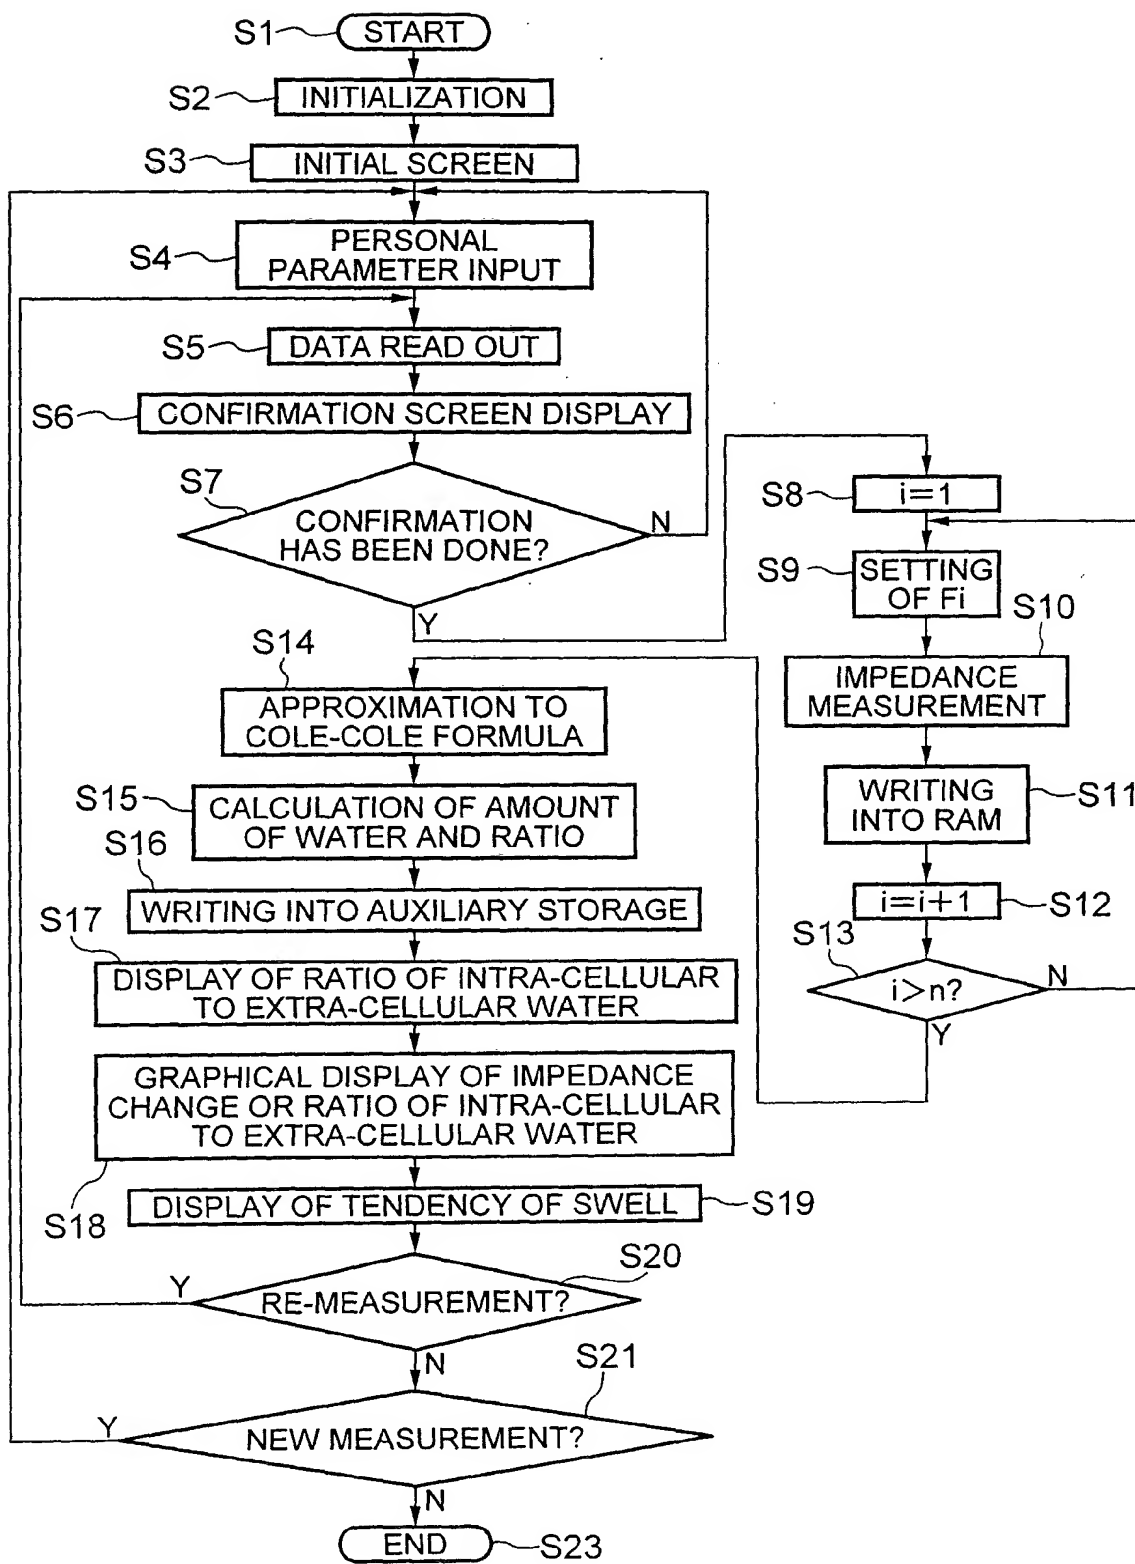 S1
START
S2
INITIALIZATION
S3
INITIAL SCREEN
S4
PERSONAL
PARAMETER INPUT
S5
DATA READ OUT
S6
CONFIRMATION SCREEN DISPLAY
S7
CONFIRMATION
HAS BEEN DONE?
N
Y
S8
i=1
S9
SETTING
OF Fi
S10
IMPEDANCE
MEASUREMENT
S11
WRITING
INTO RAM
S12
i=i+1
S13
i>n?
N
Y
S14
APPROXIMATION TO
COLE-COLE FORMULA
S15
CALCULATION OF AMOUNT
OF WATER AND RATIO
S16
WRITING INTO AUXILIARY STORAGE
S17
DISPLAY OF RATIO OF INTRA-CELLULAR
TO EXTRA-CELLULAR WATER
GRAPHICAL DISPLAY OF IMPEDANCE
CHANGE OR RATIO OF INTRA-CELLULAR
TO EXTRA-CELLULAR WATER
S18
DISPLAY OF TENDENCY OF SWELL
S19
S20
Y
RE-MEASUREMENT?
N
S21
Y
NEW MEASUREMENT?
N
END
S23